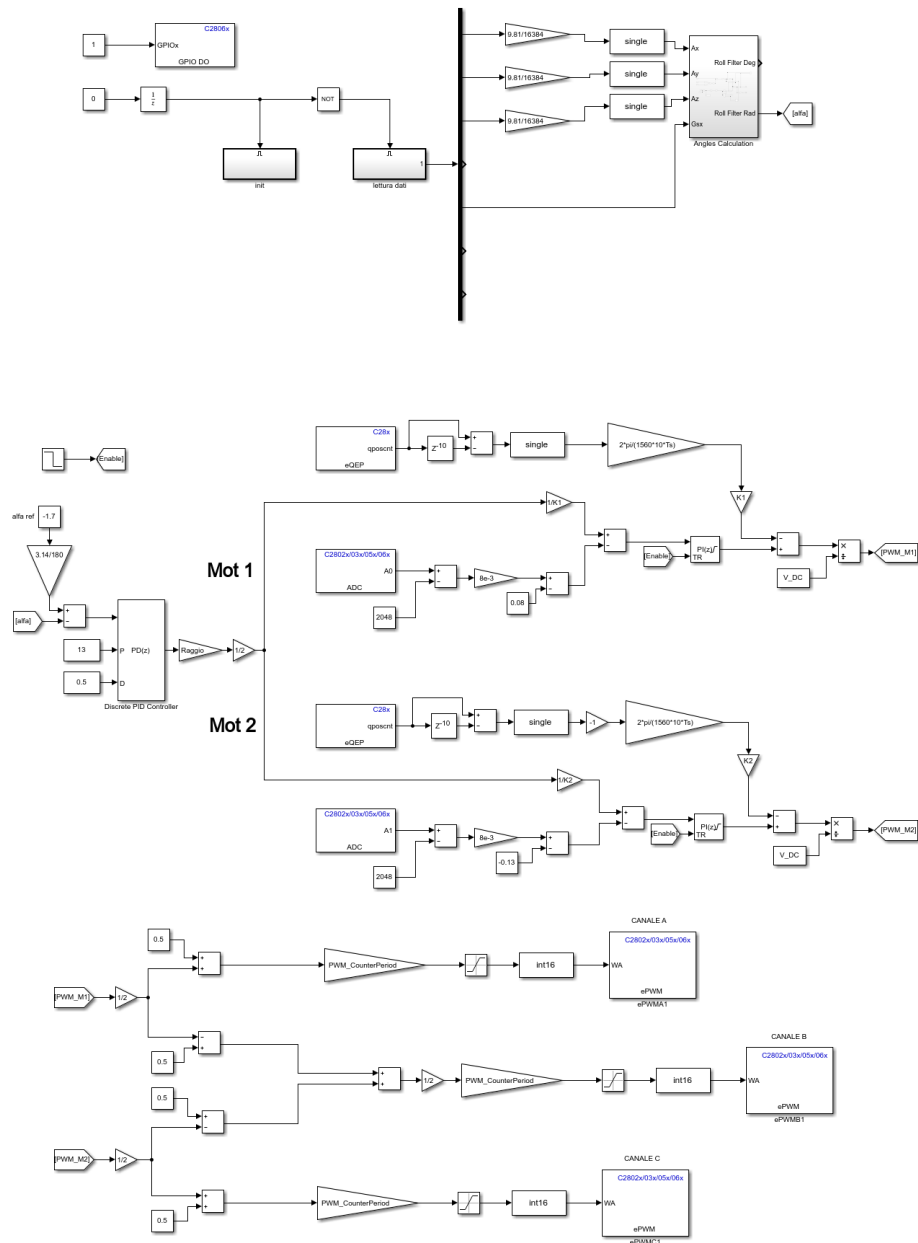 C2806x
1
GPIOx
GPIO DO
0
1
z
NOT
init
1
lettura dati
9.81/16384
single
9.81/16384
single
9.81/16384
single
Ax
Ay
Az
Gsx
Roll Filter Deg
Roll Filter Rad
Angles Calculation
[alfa]
[Enable]
alfa ref
-1.7
3.14/180
[alfa]
+
−
13
0.5
P
D
PD(z)
Discrete PID Controller
Raggio
1/2
Mot 1
C28x
qposcnt
eQEP
z-10
+
−
single
2*pi/(1560*10*Ts)
K1
1/K1
C2802x/03x/05x/06x
A0
ADC
2048
+
−
8e-3
0.08
+
−
+
−
[Enable]
PI(z)
TR
−
+
V_DC
×
÷
[PWM_M1]
Mot 2
C28x
qposcnt
eQEP
z-10
+
−
single
-1
2*pi/(1560*10*Ts)
K2
1/K2
C2802x/03x/05x/06x
A1
ADC
2048
+
−
8e-3
-0.13
+
−
+
−
[Enable]
PI(z)
TR
−
+
V_DC
×
÷
[PWM_M2]
CANALE A
0.5
+
+
PWM_CounterPeriod
int16
C2802x/03x/05x/06x
WA
ePWM
ePWMA1
[PWM_M1]
1/2
CANALE B
−
+
0.5
+
+
1/2
PWM_CounterPeriod
int16
C2802x/03x/05x/06x
WA
ePWM
ePWMB1
0.5
+
−
[PWM_M2]
1/2
CANALE C
+
+
0.5
PWM_CounterPeriod
int16
C2802x/03x/05x/06x
WA
ePWM
ePWMC1